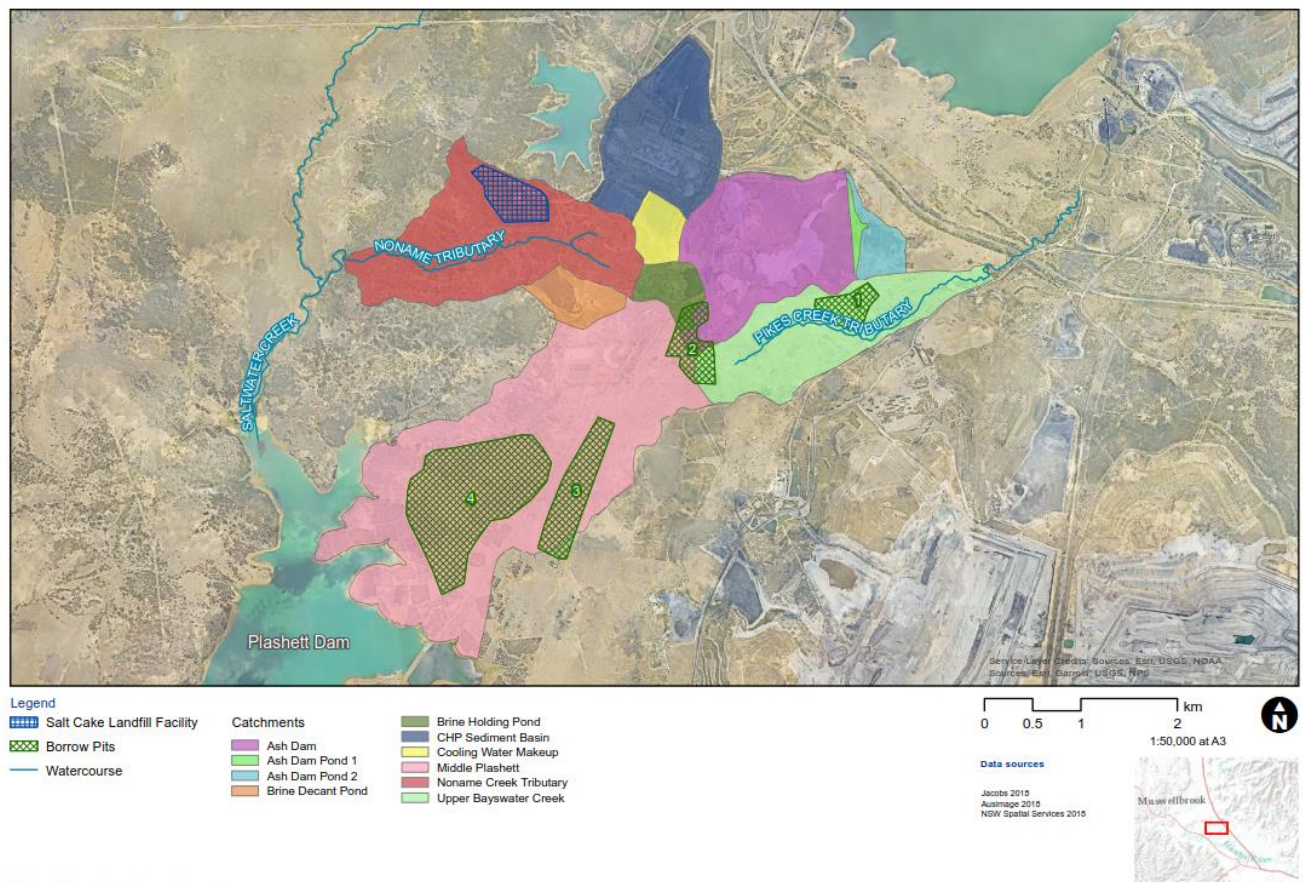 NONAME TRIBUTARY
SALTWATER CREEK
PIKES CREEK TRIBUTARY
1
2
3
4
Plashett Dam
Service Layer Credits: Sources: Esri, USGS, NOAA
Sources: Esri, Garmin, USGS, NPS
Legend
Salt Cake Landfill Facility
Borrow Pits
Watercourse
Catchments
Ash Dam
Ash Dam Pond 1
Ash Dam Pond 2
Brine Decant Pond
Brine Holding Pond
CHP Sediment Basin
Cooling Water Makeup
Middle Plashett
Noname Creek Tributary
Upper Bayswater Creek
0 0.5 1 2 km
1:50,000 at A3
N
Data sources
Jacobs 2018
Ausimage 2018
NSW Spatial Services 2018
Muswellbrook
Hunter River